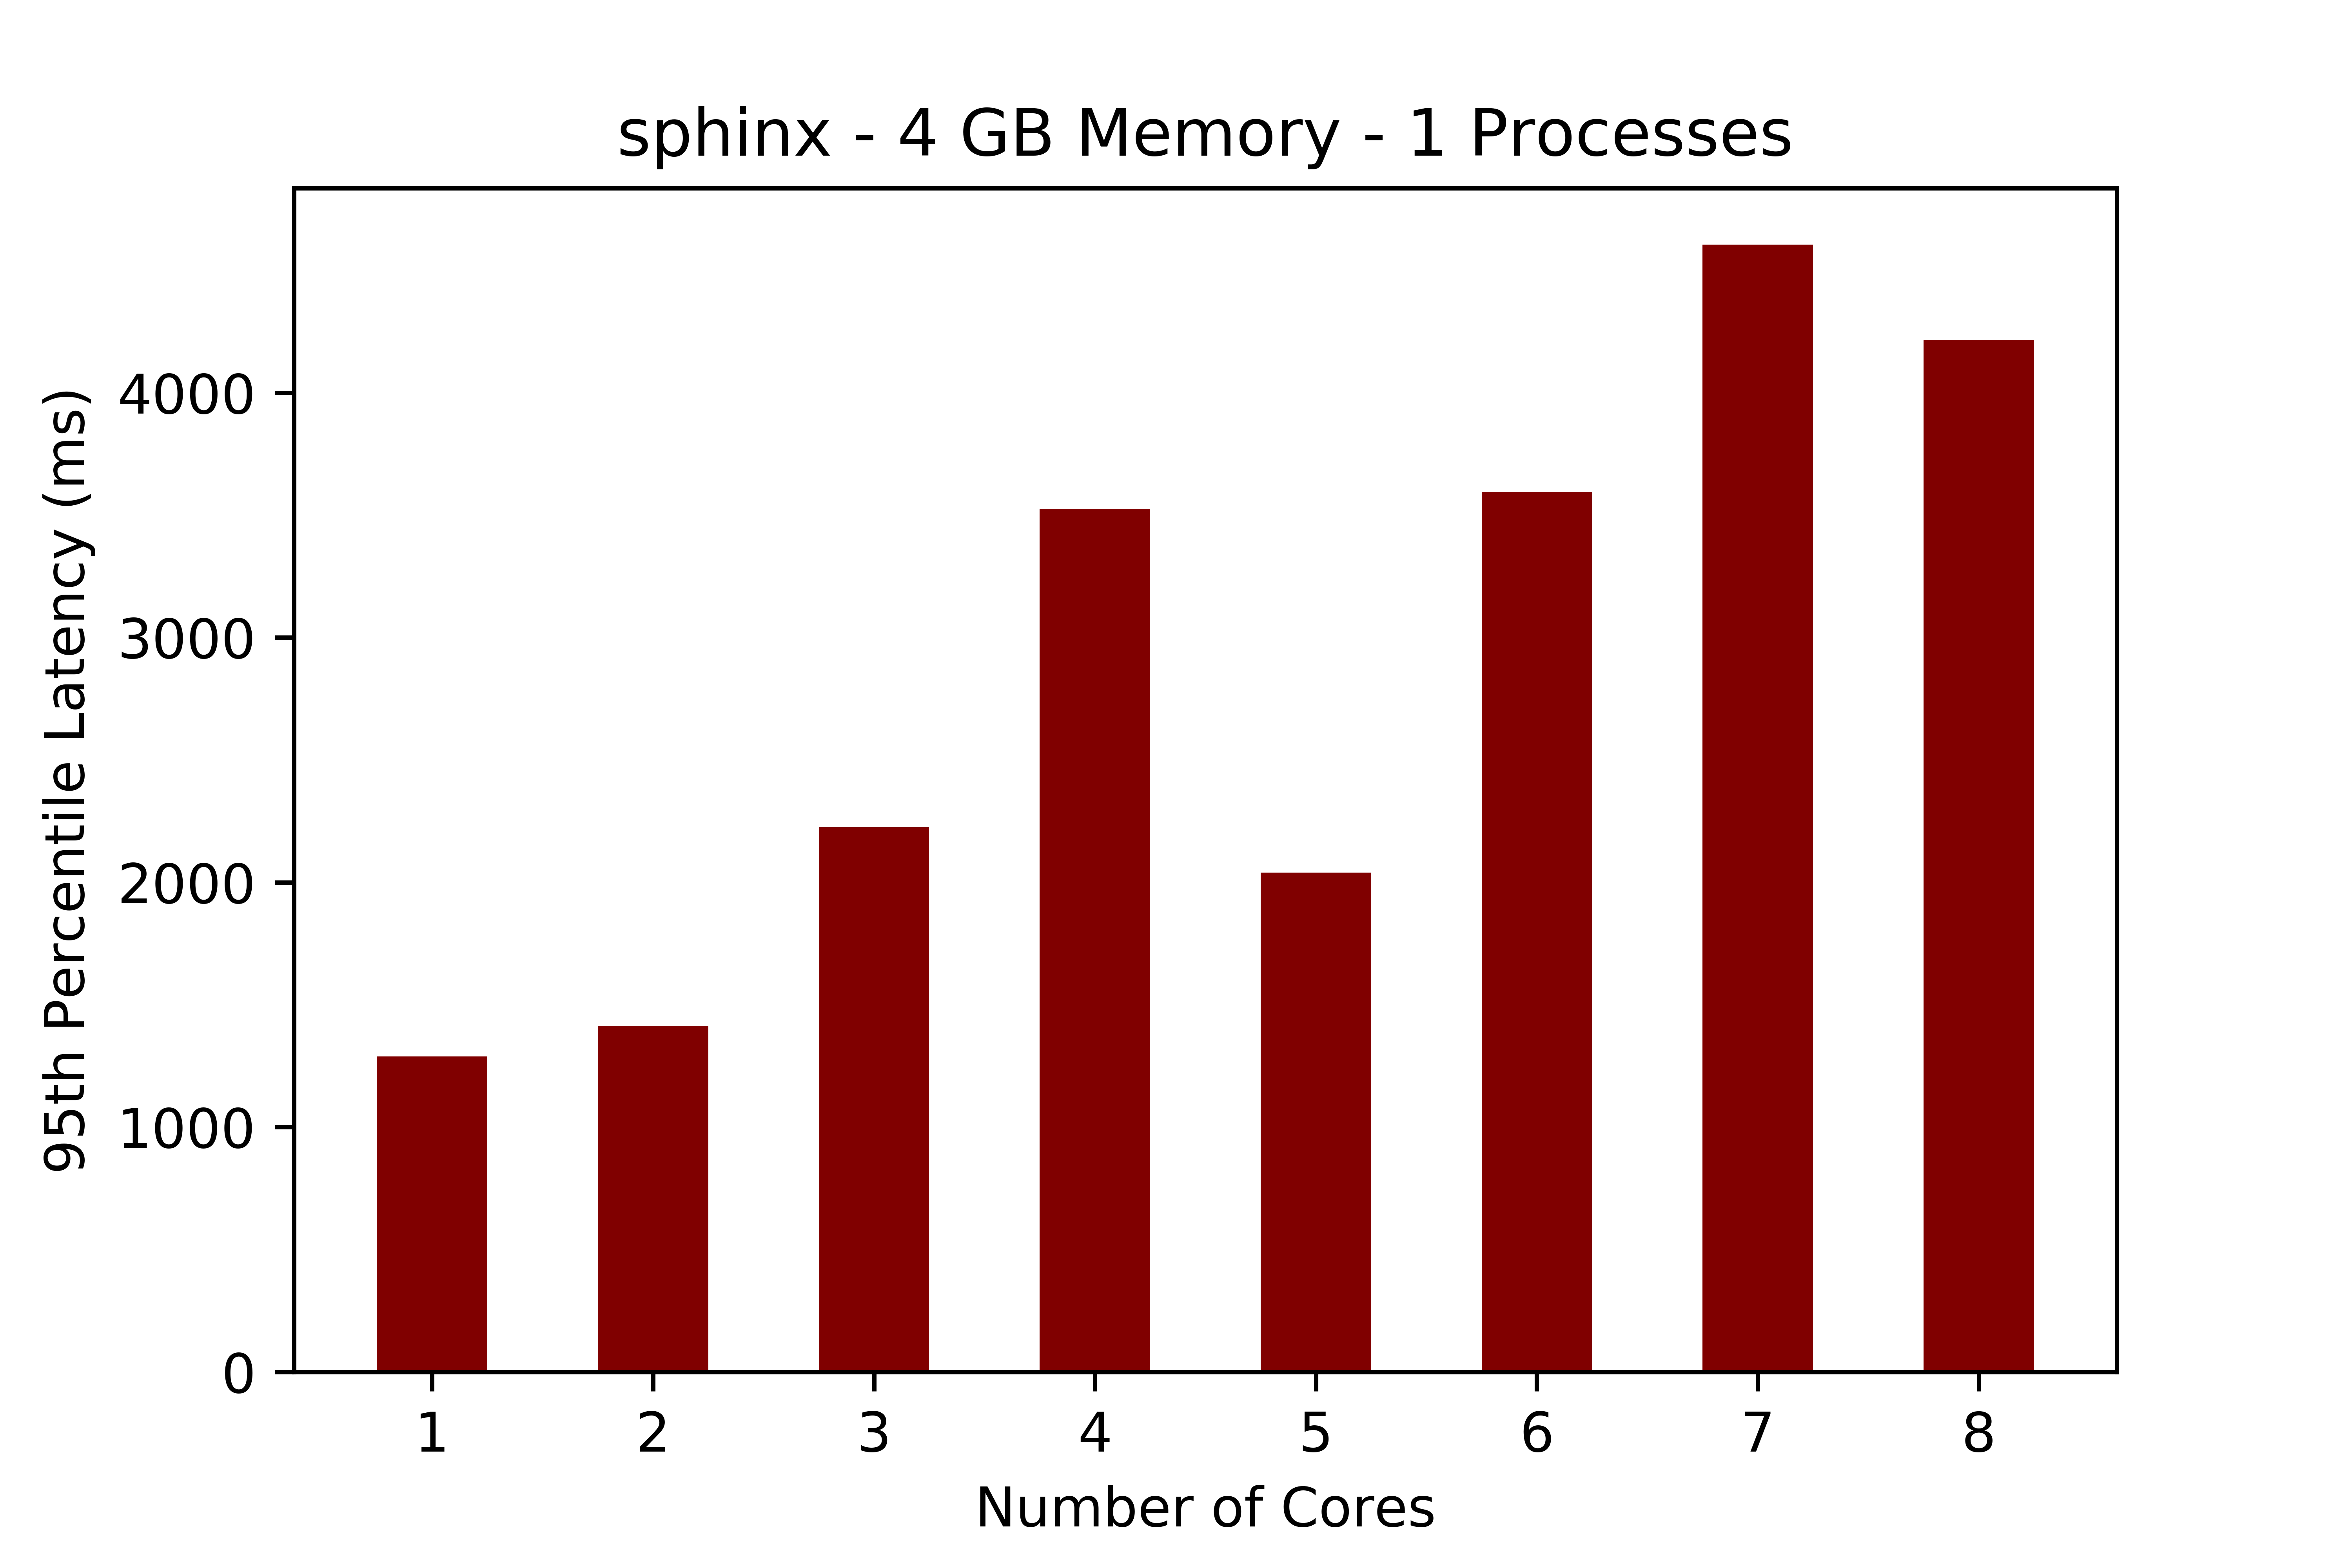 sphinx - 4 GB Memory - 1 Processes
95th Percentile Latency (ms)
4000
3000
2000
1000
0
1 2 3 4 5 6 7 8
Number of Cores